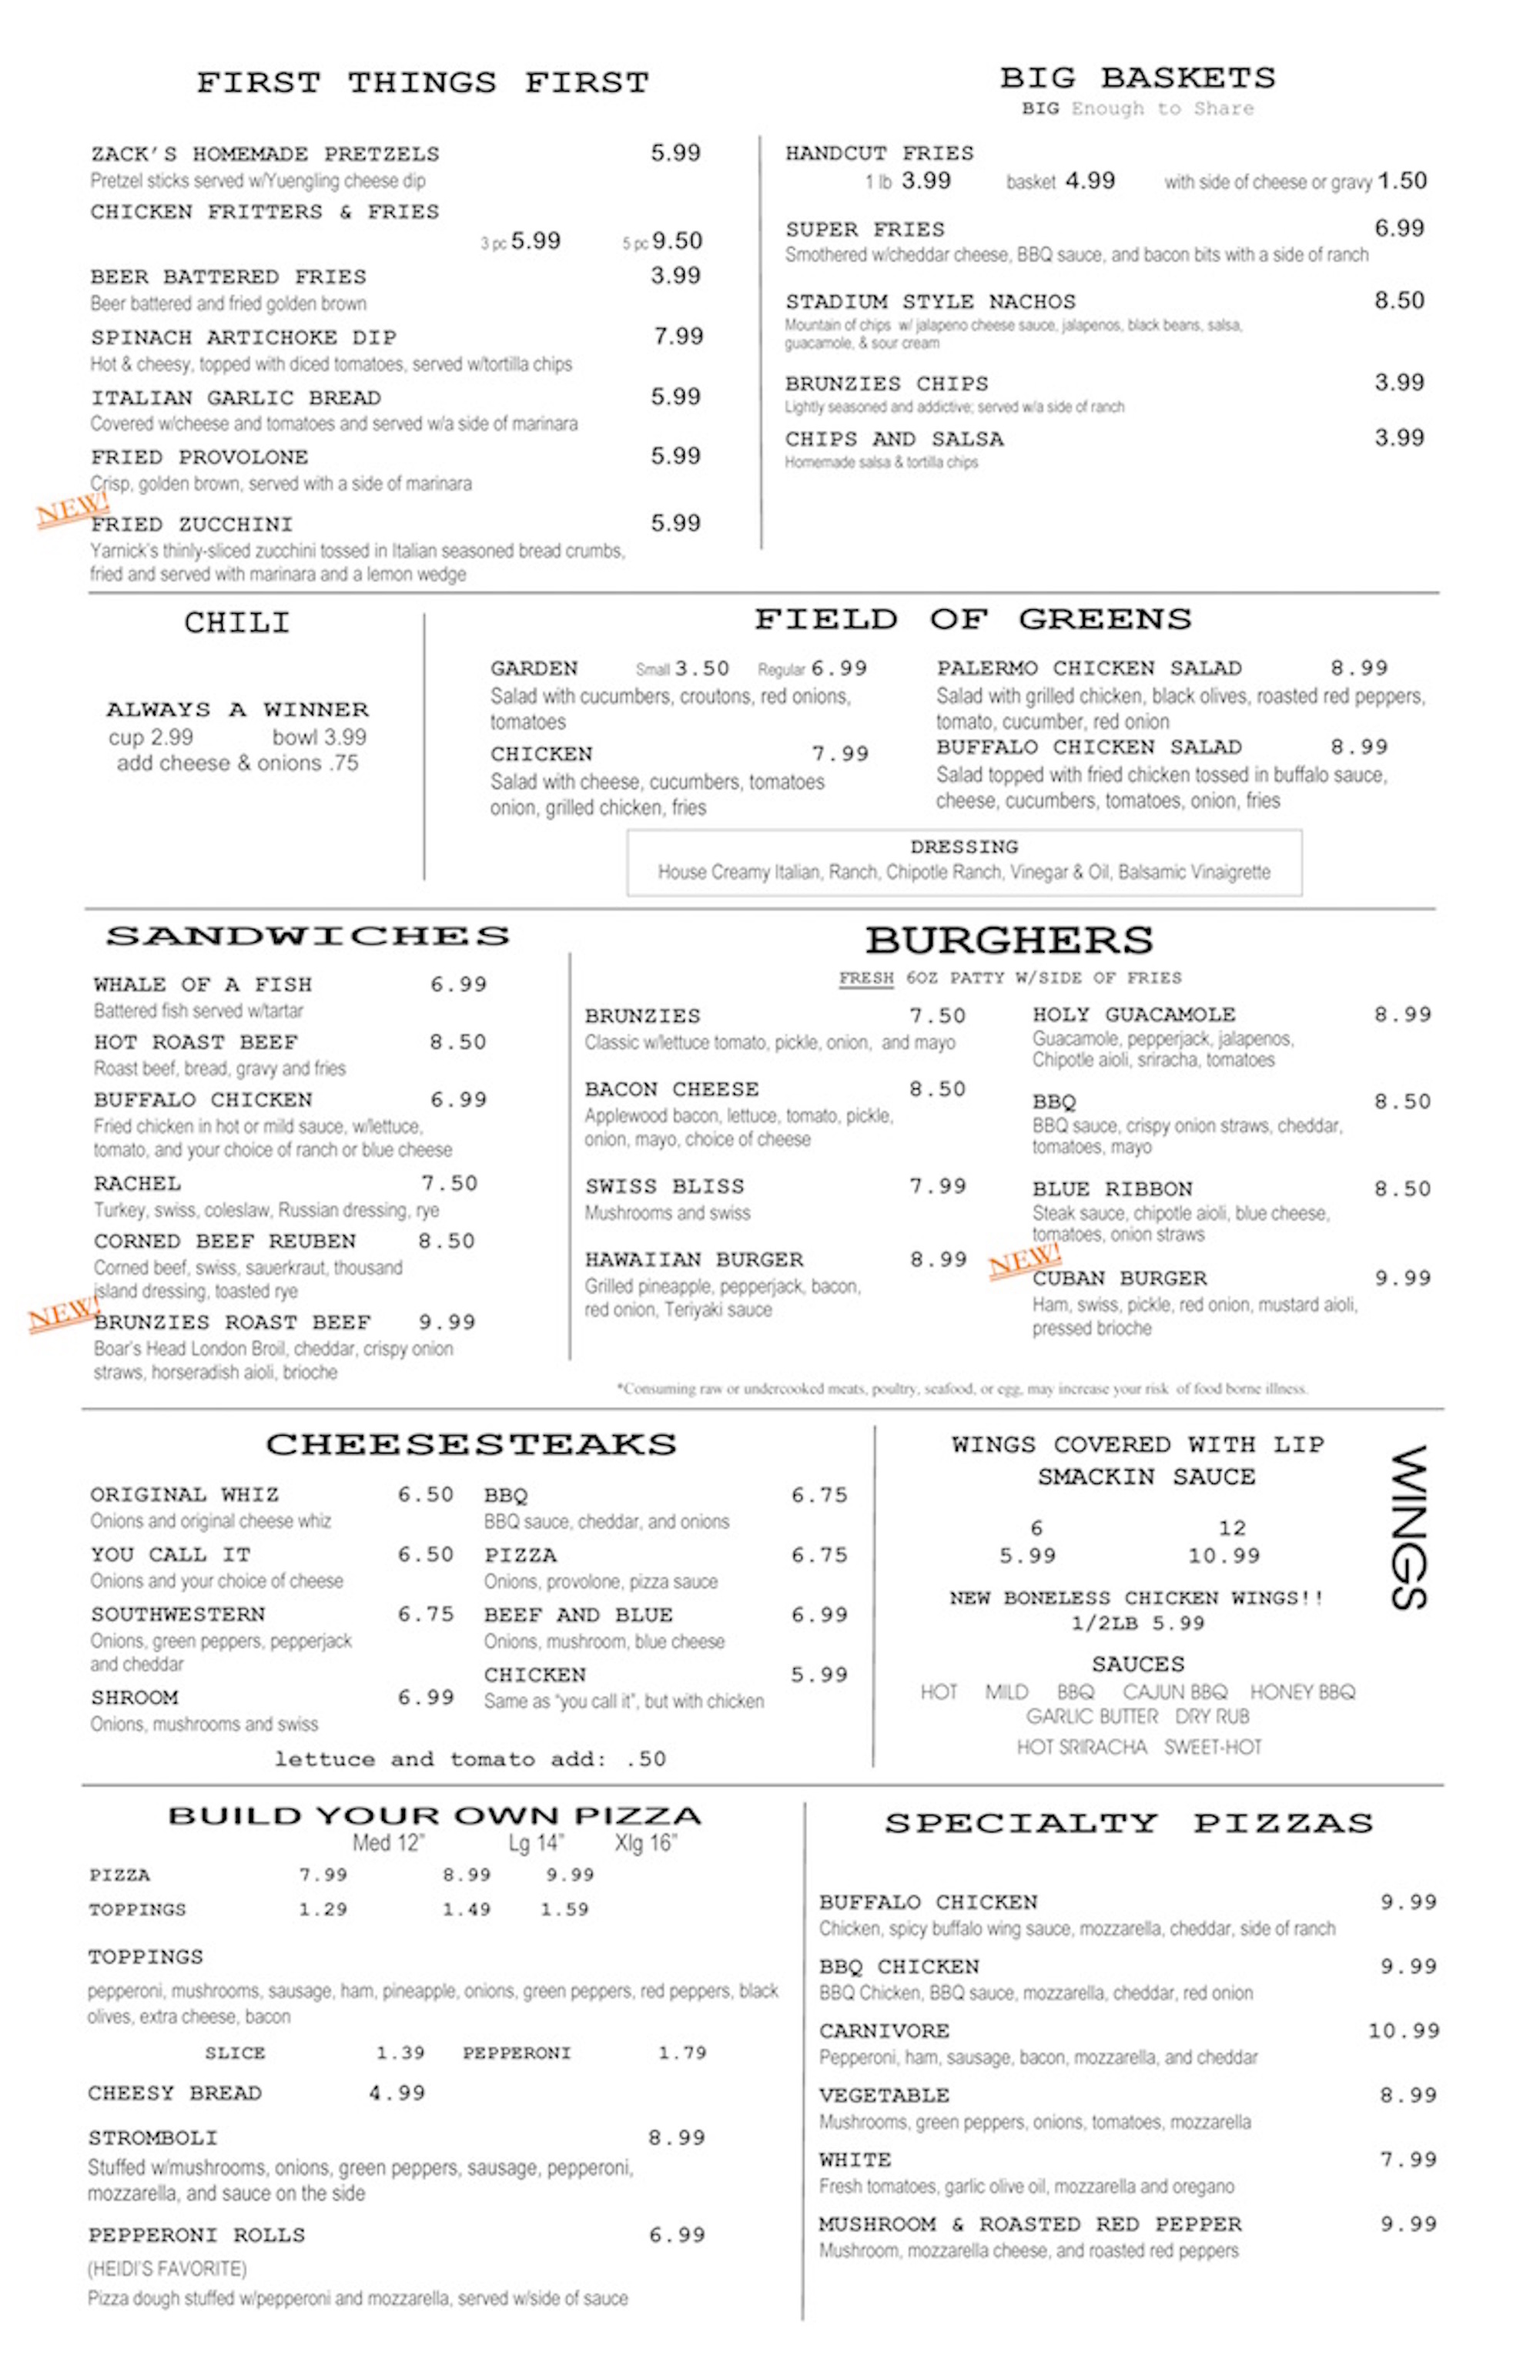 FIRST THINGS FIRST
ZACK'S HOMEMADE PRETZELS 5.99
Pretzel sticks served w/Yuengling cheese dip
CHICKEN FRITTERS & FRIES
3 pc 5.99 5 pc 9.50
BEER BATTERED FRIES 3.99
Beer battered and fried golden brown
SPINACH ARTICHOKE DIP 7.99
Hot & cheesy, topped with diced tomatoes, served w/tortilla chips
ITALIAN GARLIC BREAD 5.99
Covered w/cheese and tomatoes and served w/a side of marinara
FRIED PROVOLONE 5.99
Crisp, golden brown, served with a side of marinara
NEW!
FRIED ZUCCHINI 5.99
Yarnick's thinly-sliced zucchini tossed in Italian seasoned bread crumbs,
fried and served with marinara and a lemon wedge
BIG BASKETS
BIG Enough to Share
HANDCUT FRIES
1 lb 3.99 basket 4.99 with side of cheese or gravy 1.50
SUPER FRIES 6.99
Smothered w/cheddar cheese, BBQ sauce, and bacon bits with a side of ranch
STADIUM STYLE NACHOS 8.50
Mountain of chips w/ jalapeno cheese sauce, jalapenos, black beans, salsa,
guacamole, & sour cream
BRUNZIES CHIPS 3.99
Lightly seasoned and addictive; served w/a side of ranch
CHIPS AND SALSA 3.99
Homemade salsa & tortilla chips
CHILI
ALWAYS A WINNER
cup 2.99 bowl 3.99
add cheese & onions .75
FIELD OF GREENS
GARDEN Small 3.50 Regular 6.99
Salad with cucumbers, croutons, red onions,
tomatoes
CHICKEN 7.99
Salad with cheese, cucumbers, tomatoes
onion, grilled chicken, fries
PALERMO CHICKEN SALAD 8.99
Salad with grilled chicken, black olives, roasted red peppers,
tomato, cucumber, red onion
BUFFALO CHICKEN SALAD 8.99
Salad topped with fried chicken tossed in buffalo sauce,
cheese, cucumbers, tomatoes, onion, fries
DRESSING
House Creamy Italian, Ranch, Chipotle Ranch, Vinegar & Oil, Balsamic Vinaigrette
SANDWICHES
WHALE OF A FISH 6.99
Battered fish served w/tartar
HOT ROAST BEEF 8.50
Roast beef, bread, gravy and fries
BUFFALO CHICKEN 6.99
Fried chicken in hot or mild sauce, w/lettuce,
tomato, and your choice of ranch or blue cheese
RACHEL 7.50
Turkey, swiss, coleslaw, Russian dressing, rye
CORNED BEEF REUBEN 8.50
Corned beef, swiss, sauerkraut, thousand
island dressing, toasted rye
NEW!
BRUNZIES ROAST BEEF 9.99
Boar's Head London Broil, cheddar, crispy onion
straws, horseradish aioli, brioche
BURGHERS
FRESH 6OZ PATTY W/SIDE OF FRIES
BRUNZIES 7.50
Classic w/lettuce tomato, pickle, onion, and mayo
BACON CHEESE 8.50
Applewood bacon, lettuce, tomato, pickle,
onion, mayo, choice of cheese
SWISS BLISS 7.99
Mushrooms and swiss
HAWAIIAN BURGER 8.99
Grilled pineapple, pepperjack, bacon,
red onion, Teriyaki sauce
HOLY GUACAMOLE 8.99
Guacamole, pepperjack, jalapenos,
Chipotle aioli, sriracha, tomatoes
BBQ 8.50
BBQ sauce, crispy onion straws, cheddar,
tomatoes, mayo
BLUE RIBBON 8.50
Steak sauce, chipotle aioli, blue cheese,
tomatoes, onion straws
NEW!
CUBAN BURGER 9.99
Ham, swiss, pickle, red onion, mustard aioli,
pressed brioche
*Consuming raw or undercooked meats, poultry, seafood, or egg, may increase your risk of food borne illness.
CHEESESTEAKS
ORIGINAL WHIZ 6.50
Onions and original cheese whiz
YOU CALL IT 6.50
Onions and your choice of cheese
SOUTHWESTERN 6.75
Onions, green peppers, pepperjack
and cheddar
SHROOM 6.99
Onions, mushrooms and swiss
BBQ 6.75
BBQ sauce, cheddar, and onions
PIZZA 6.75
Onions, provolone, pizza sauce
BEEF AND BLUE 6.99
Onions, mushroom, blue cheese
CHICKEN 5.99
Same as "you call it", but with chicken
lettuce and tomato add: .50
WINGS COVERED WITH LIP
SMACKIN SAUCE
6 12
5.99 10.99
NEW BONELESS CHICKEN WINGS!!
1/2LB 5.99
SAUCES
HOT MILD BBQ CAJUN BBQ HONEY BBQ
GARLIC BUTTER DRY RUB
HOT SRIRACHA SWEET-HOT
WINGS
BUILD YOUR OWN PIZZA
Med 12" Lg 14" Xlg 16"
PIZZA 7.99 8.99 9.99
TOPPINGS 1.29 1.49 1.59
TOPPINGS
pepperoni, mushrooms, sausage, ham, pineapple, onions, green peppers, red peppers, black
olives, extra cheese, bacon
SLICE 1.39 PEPPERONI 1.79
CHEESY BREAD 4.99
STROMBOLI 8.99
Stuffed w/mushrooms, onions, green peppers, sausage, pepperoni,
mozzarella, and sauce on the side
PEPPERONI ROLLS 6.99
(HEIDI'S FAVORITE)
Pizza dough stuffed w/pepperoni and mozzarella, served w/side of sauce
SPECIALTY PIZZAS
BUFFALO CHICKEN 9.99
Chicken, spicy buffalo wing sauce, mozzarella, cheddar, side of ranch
BBQ CHICKEN 9.99
BBQ Chicken, BBQ sauce, mozzarella, cheddar, red onion
CARNIVORE 10.99
Pepperoni, ham, sausage, bacon, mozzarella, and cheddar
VEGETABLE 8.99
Mushrooms, green peppers, onions, tomatoes, mozzarella
WHITE 7.99
Fresh tomatoes, garlic olive oil, mozzarella and oregano
MUSHROOM & ROASTED RED PEPPER 9.99
Mushroom, mozzarella cheese, and roasted red peppers